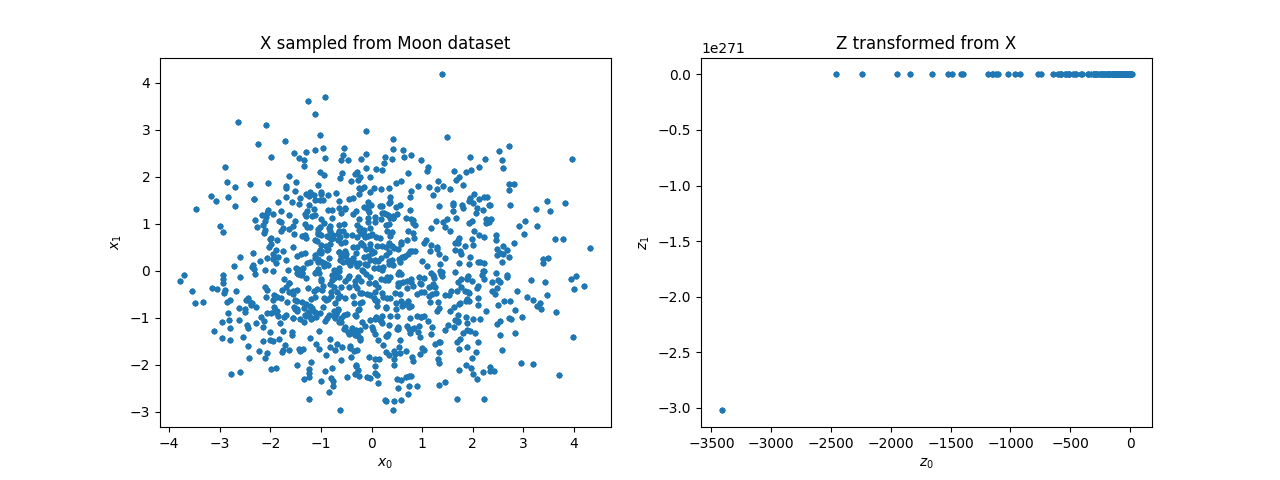 X sampled from Moon dataset
4
3
2
1
0
−1
−2
−3
x1
−4 −3 −2 −1 0 1 2 3 4
x0
Z transformed from X
1e271
0.0
−0.5
−1.0
−1.5
−2.0
−2.5
−3.0
z1
−3500 −3000 −2500 −2000 −1500 −1000 −500 0
z0